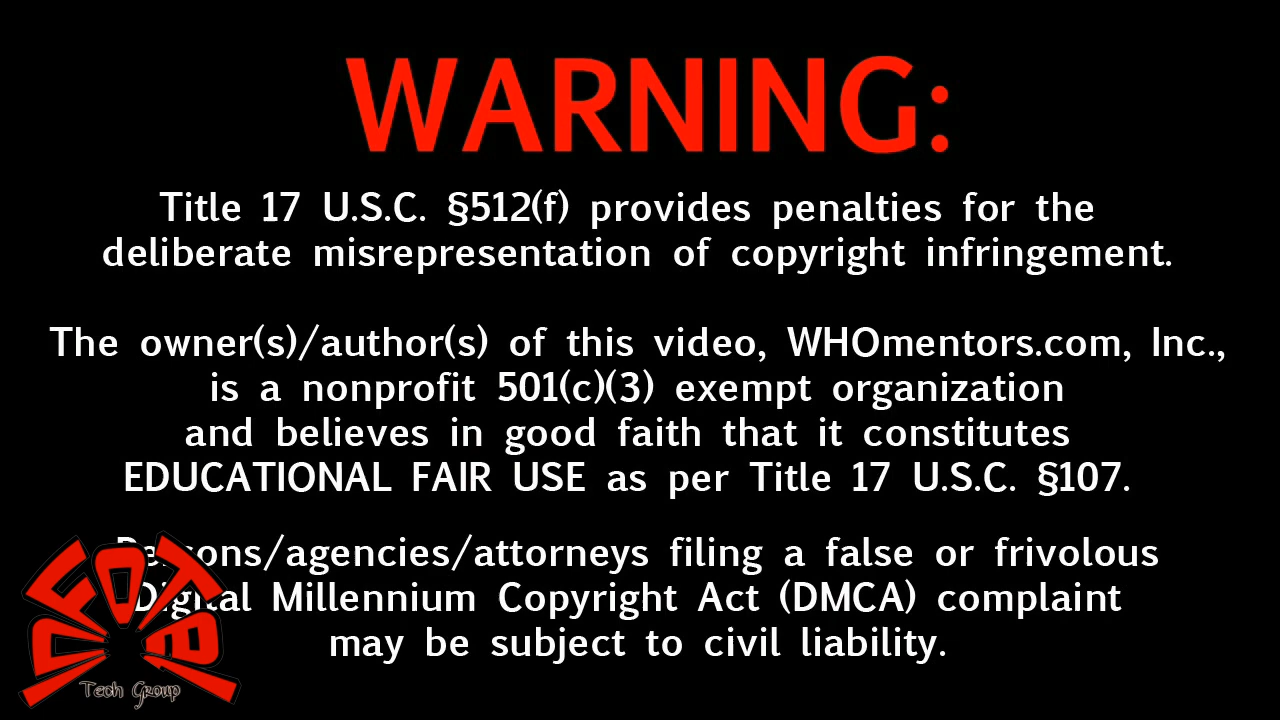 WARNING:
Title 17 U.S.C. §512(f) provides penalties for the
deliberate misrepresentation of copyright infringement.
The owner(s)/author(s) of this video, WHOmentors.com, Inc.,
is a nonprofit 501(c)(3) exempt organization
and believes in good faith that it constitutes
EDUCATIONAL FAIR USE as per Title 17 U.S.C. §107.
Persons/agencies/attorneys filing a false or frivolous
Digital Millennium Copyright Act (DMCA) complaint
may be subject to civil liability.
Tech Group